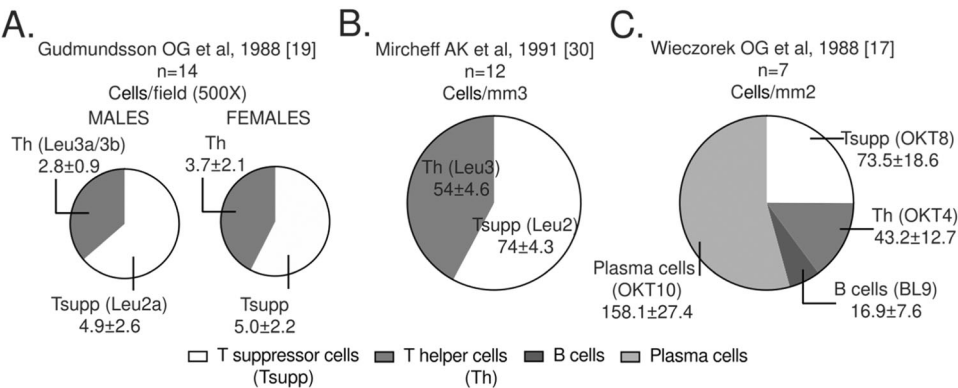 A.
Gudmundsson OG et al, 1988 [19]
n=14
Cells/field (500X)
MALES
FEMALES
Th (Leu3a/3b)
2.8±0.9
Th
3.7±2.1
Tsupp (Leu2a)
4.9±2.6
Tsupp
5.0±2.2
B.
Mircheff AK et al, 1991 [30]
n=12
Cells/mm3
Th (Leu3)
54±4.6
Tsupp (Leu2)
74±4.3
C.
Wieczorek OG et al, 1988 [17]
n=7
Cells/mm2
Tsupp (OKT8)
73.5±18.6
Th (OKT4)
43.2±12.7
B cells (BL9)
16.9±7.6
Plasma cells
(OKT10)
158.1±27.4
T suppressor cells
(Tsupp)
T helper cells
(Th)
B cells
Plasma cells